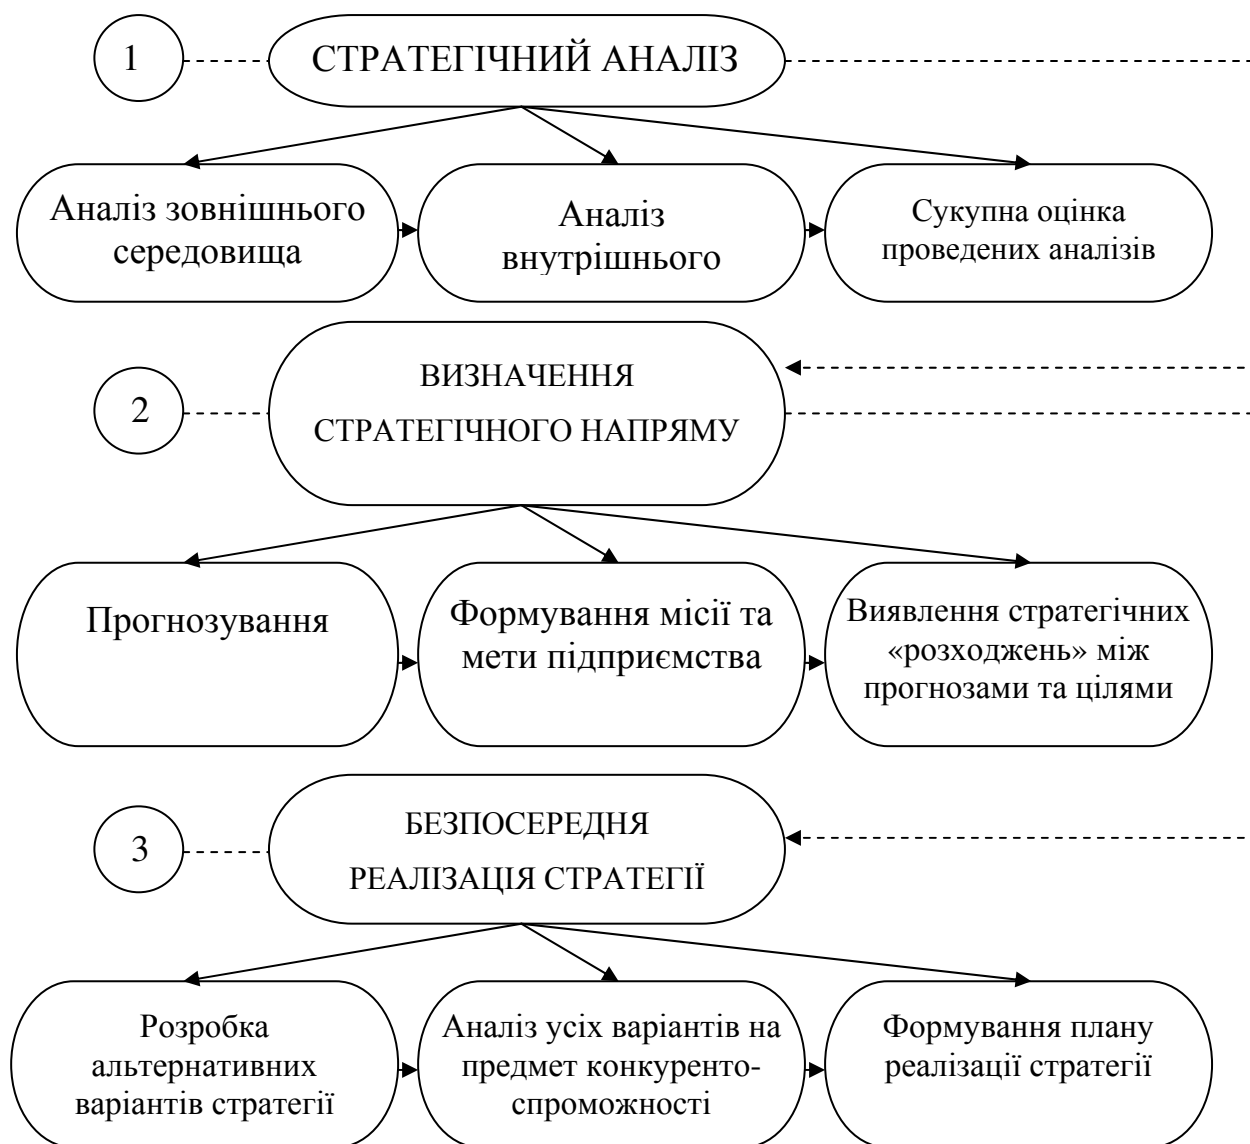 1
СТРАТЕГІЧНИЙ АНАЛІЗ
Аналіз зовнішнього
середовища
Аналіз
внутрішнього
Сукупна оцінка
проведених аналізів
2
ВИЗНАЧЕННЯ
СТРАТЕГІЧНОГО НАПРЯМУ
Прогнозування
Формування місії та
мети підприємства
Виявлення стратегічних
«розходжень» між
прогнозами та цілями
3
БЕЗПОСЕРЕДНЯ
РЕАЛІЗАЦІЯ СТРАТЕГІЇ
Розробка
альтернативних
варіантів стратегії
Аналіз усіх варіантів на
предмет конкуренто-
спроможності
Формування плану
реалізації стратегії